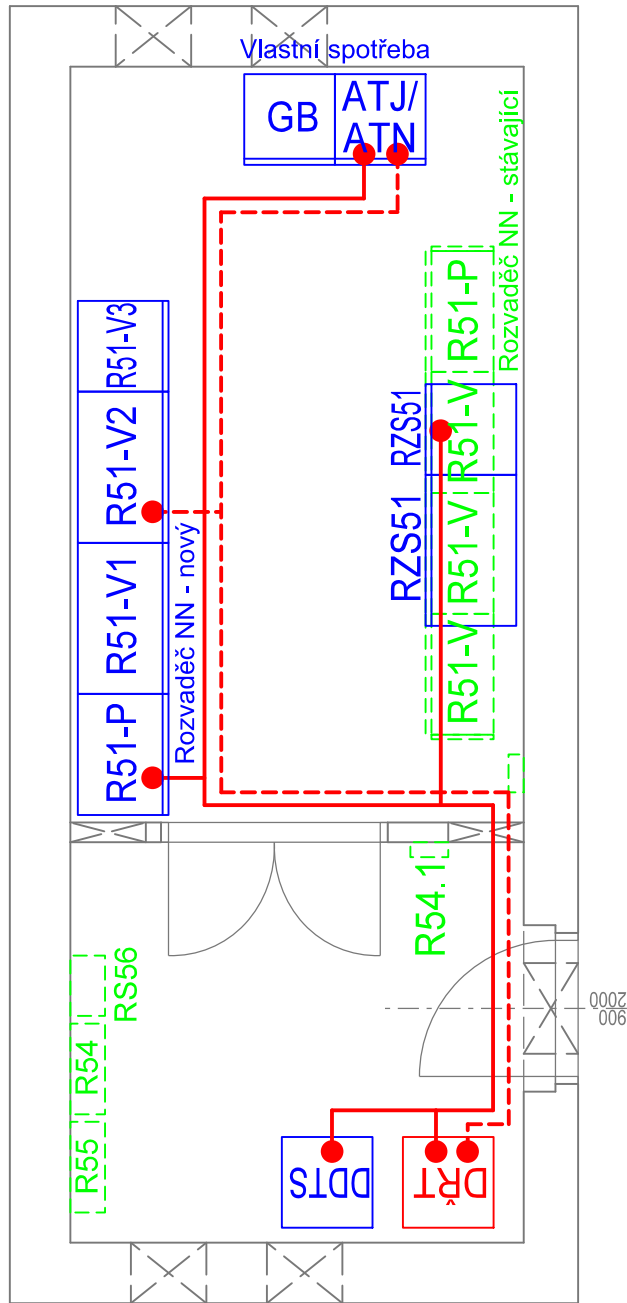 Vlastní spotřeba
GB
ATJ/
ATN
Rozvaděč NN - stávající
R51-P
R51-V
R51-V
R51-V
RZS51
RZS51
R51-V3
R51-V2
R51-V1
R51-P
Rozvaděč NN - nový
R54.1
RS56
R54
R55
900
2000
DDTS
DŘT